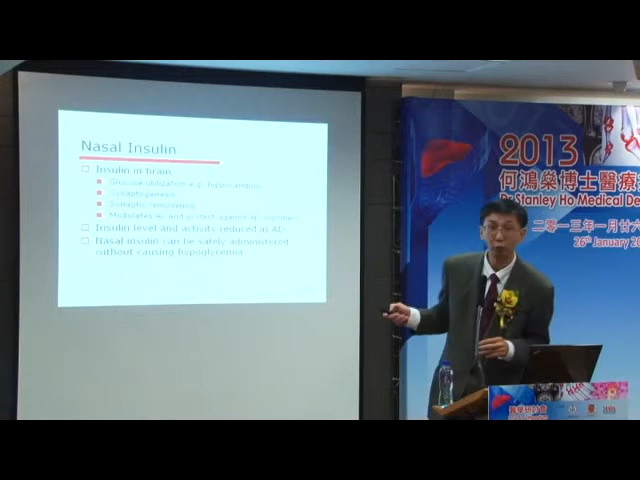 Nasal Insulin
Insulin in brain
Glucose utilization e.g. hippocampus
Synaptogenesis
Synaptic remodeling
Modulates Aβ and protect against Aβ oligomers
Insulin level and activity reduced in AD
Nasal insulin can be safely administered
without causing hypoglycemia
2013
何鴻燊博士醫療
Dr Stanley Ho Medical De
二零一三年一月廿六
26th January 20